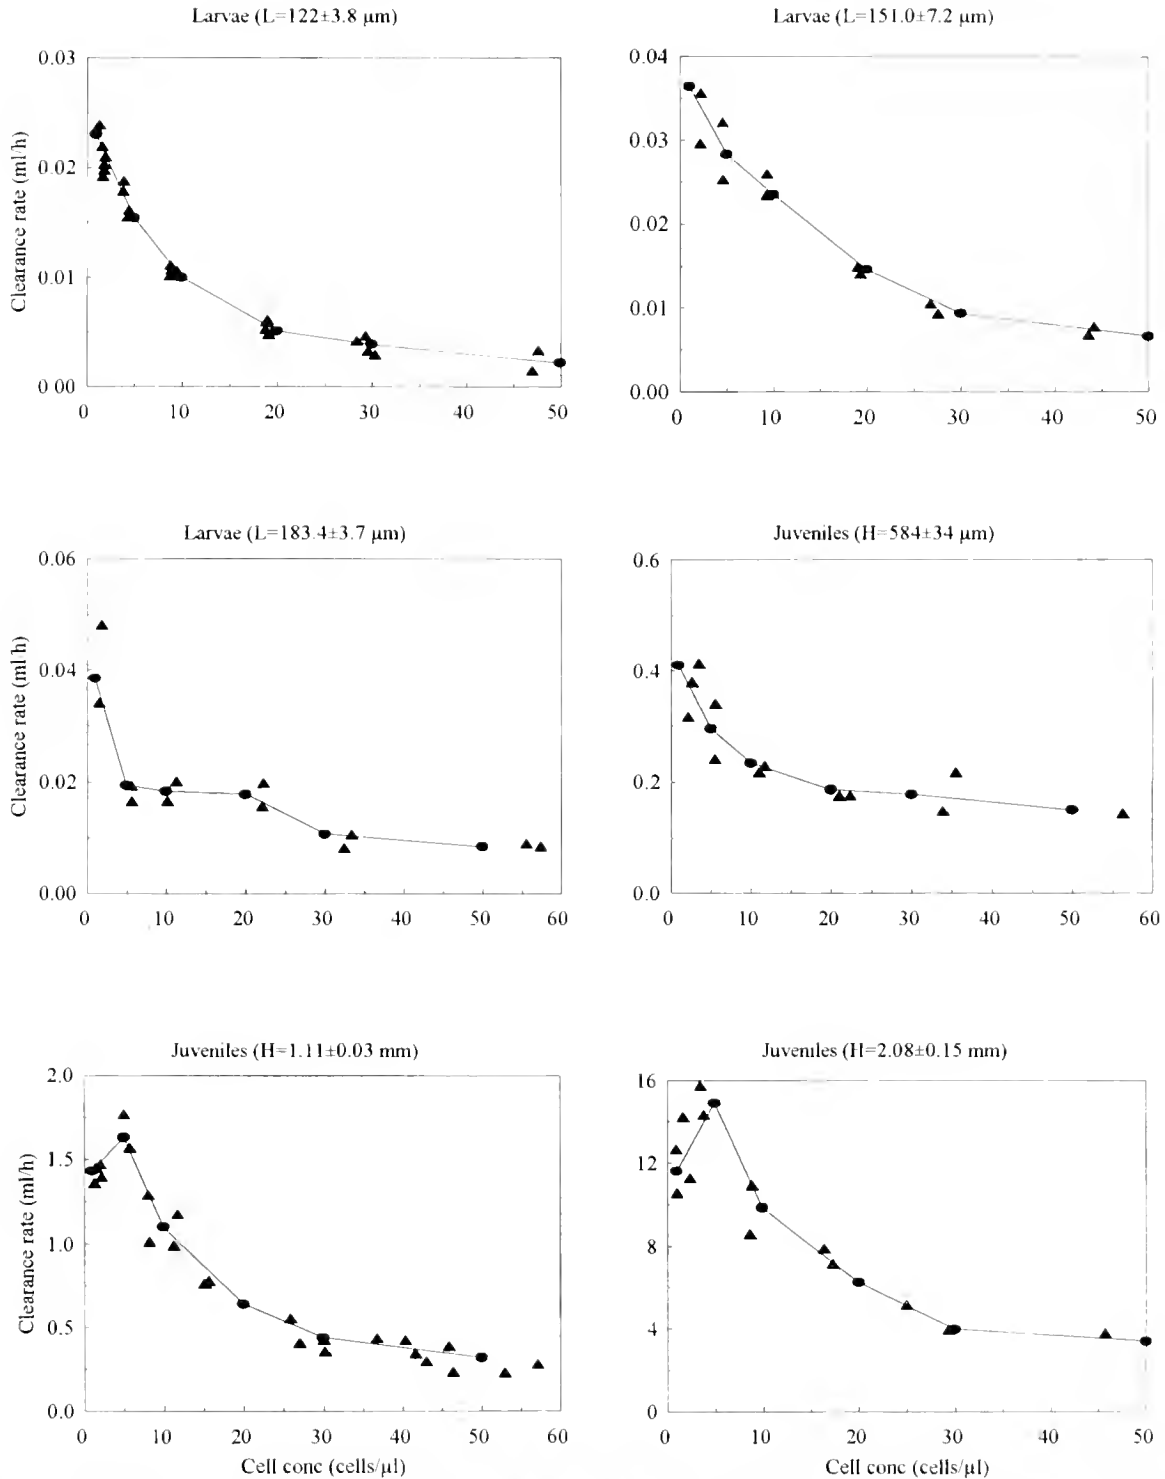 Larvae (L=122±3.8 µm)
Larvae (L=151.0±7.2 µm)
Clearance rate (ml/h)
0.03
0.02
0.01
0.00
0 10 20 30 40 50
0.04
0.03
0.02
0.01
0.00
0 10 20 30 40 50
Larvae (L=183.4±3.7 µm)
Juveniles (H=584±34 µm)
Clearance rate (ml/h)
0.06
0.04
0.02
0.00
0 10 20 30 40 50 60
0.6
0.4
0.2
0.0
0 10 20 30 40 50 60
Juveniles (H=1.11±0.03 mm)
Juveniles (H=2.08±0.15 mm)
Clearance rate (ml/h)
2.0
1.5
1.0
0.5
0.0
0 10 20 30 40 50 60
Cell conc (cells/µl)
16
12
8
4
0
0 10 20 30 40 50
Cell conc (cells/µl)